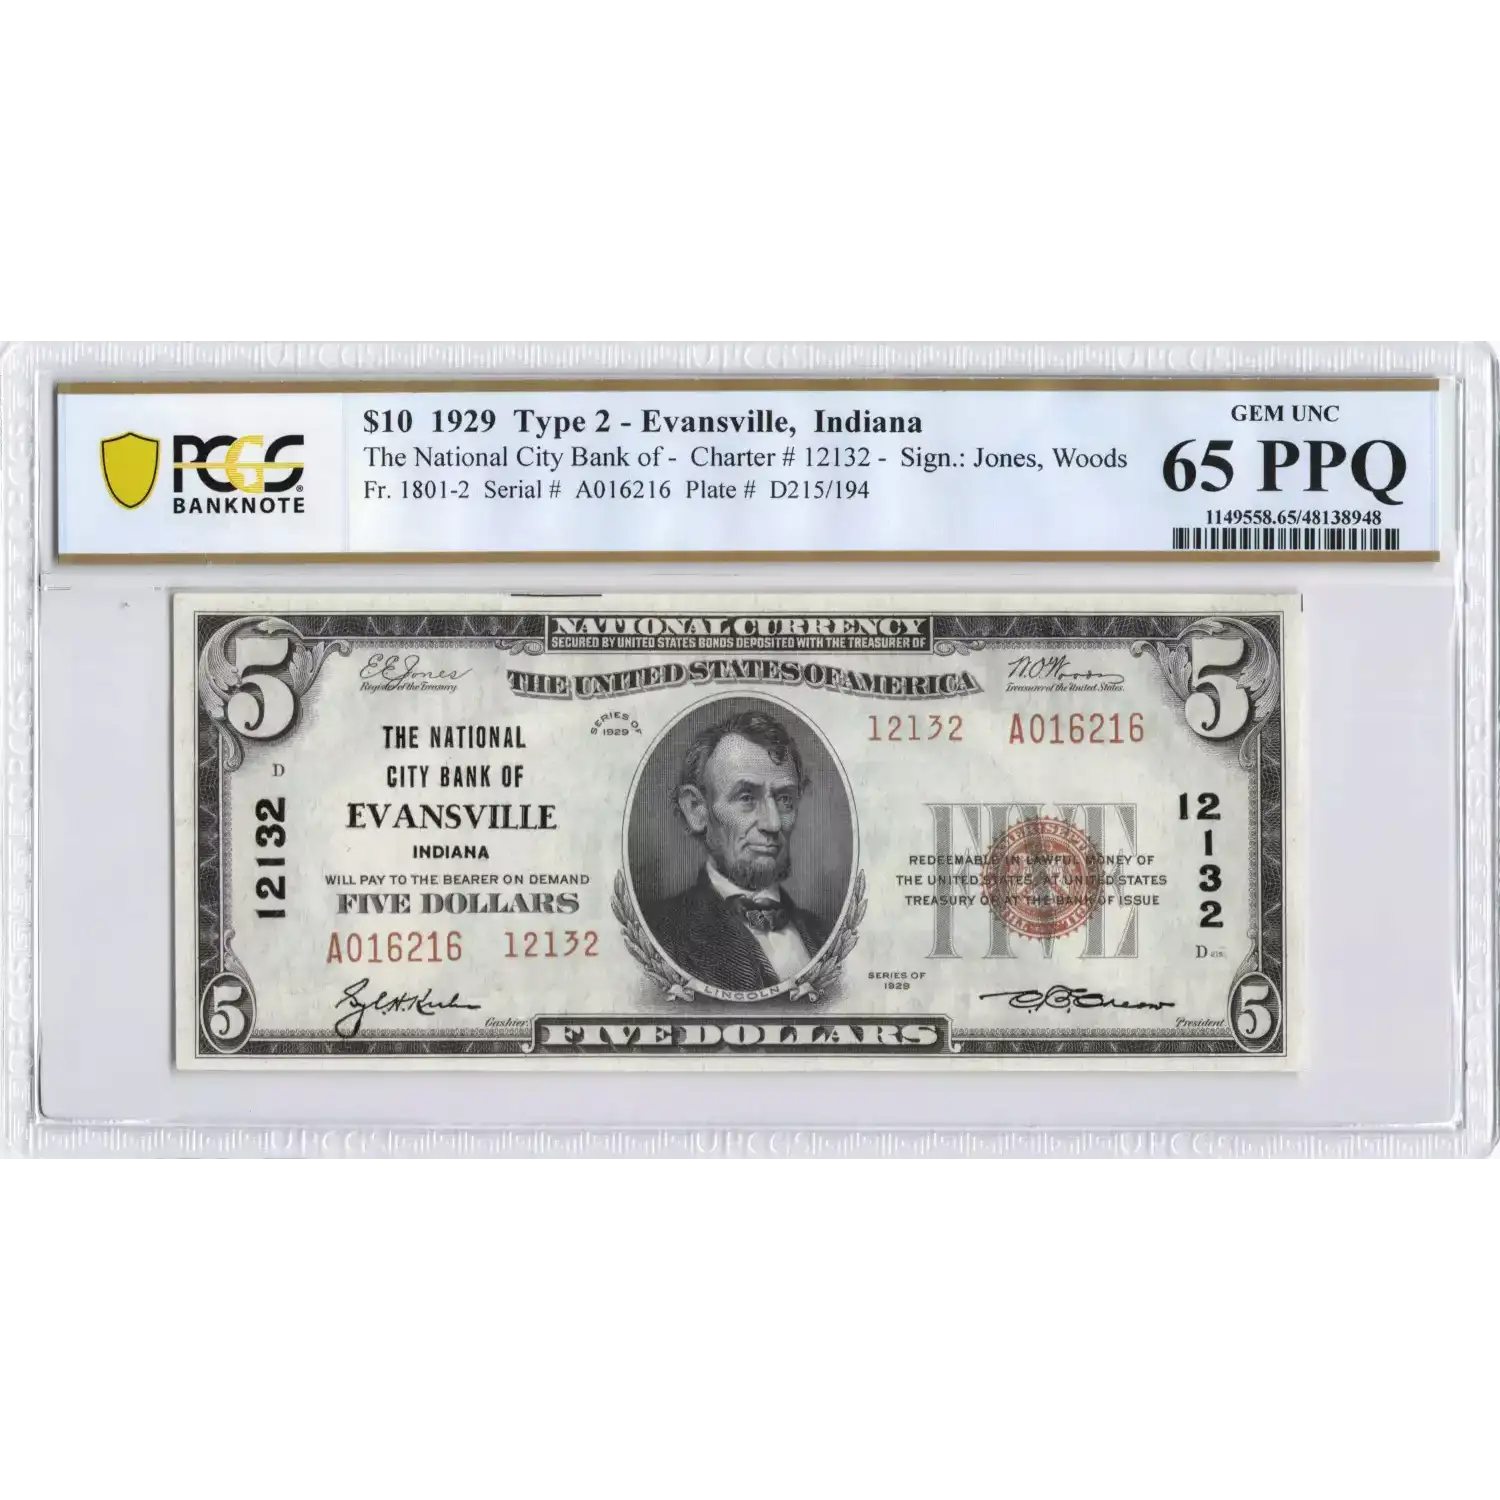 PCGS
BANKNOTE
$10 1929 Type 2 - Evansville, Indiana
The National City Bank of - Charter # 12132 - Sign.: Jones, Woods
Fr. 1801-2 Serial # A016216 Plate # D215/194
GEM UNC
65 PPQ
1149558.65/48138948
NATIONAL CURRENCY
SECURED BY UNITED STATES BONDS DEPOSITED WITH THE TREASURER OF
THE UNITED STATES OF AMERICA
5
5
E E Jones
Register of the Treasury
W.O. Woods
Treasurer of the United States.
SERIES OF
1929
12132 A016216
THE NATIONAL
CITY BANK OF
EVANSVILLE
INDIANA
D
12132
WILL PAY TO THE BEARER ON DEMAND
FIVE DOLLARS
A016216 12132
FIVE
REDEEMABLE IN LAWFUL MONEY OF
THE UNITED STATES, AT UNITED STATES
TREASURY OR AT THE BANK OF ISSUE
12132
D 215
SERIES OF
1929
LINCOLN
Cashier
President
5
FIVE DOLLARS
5